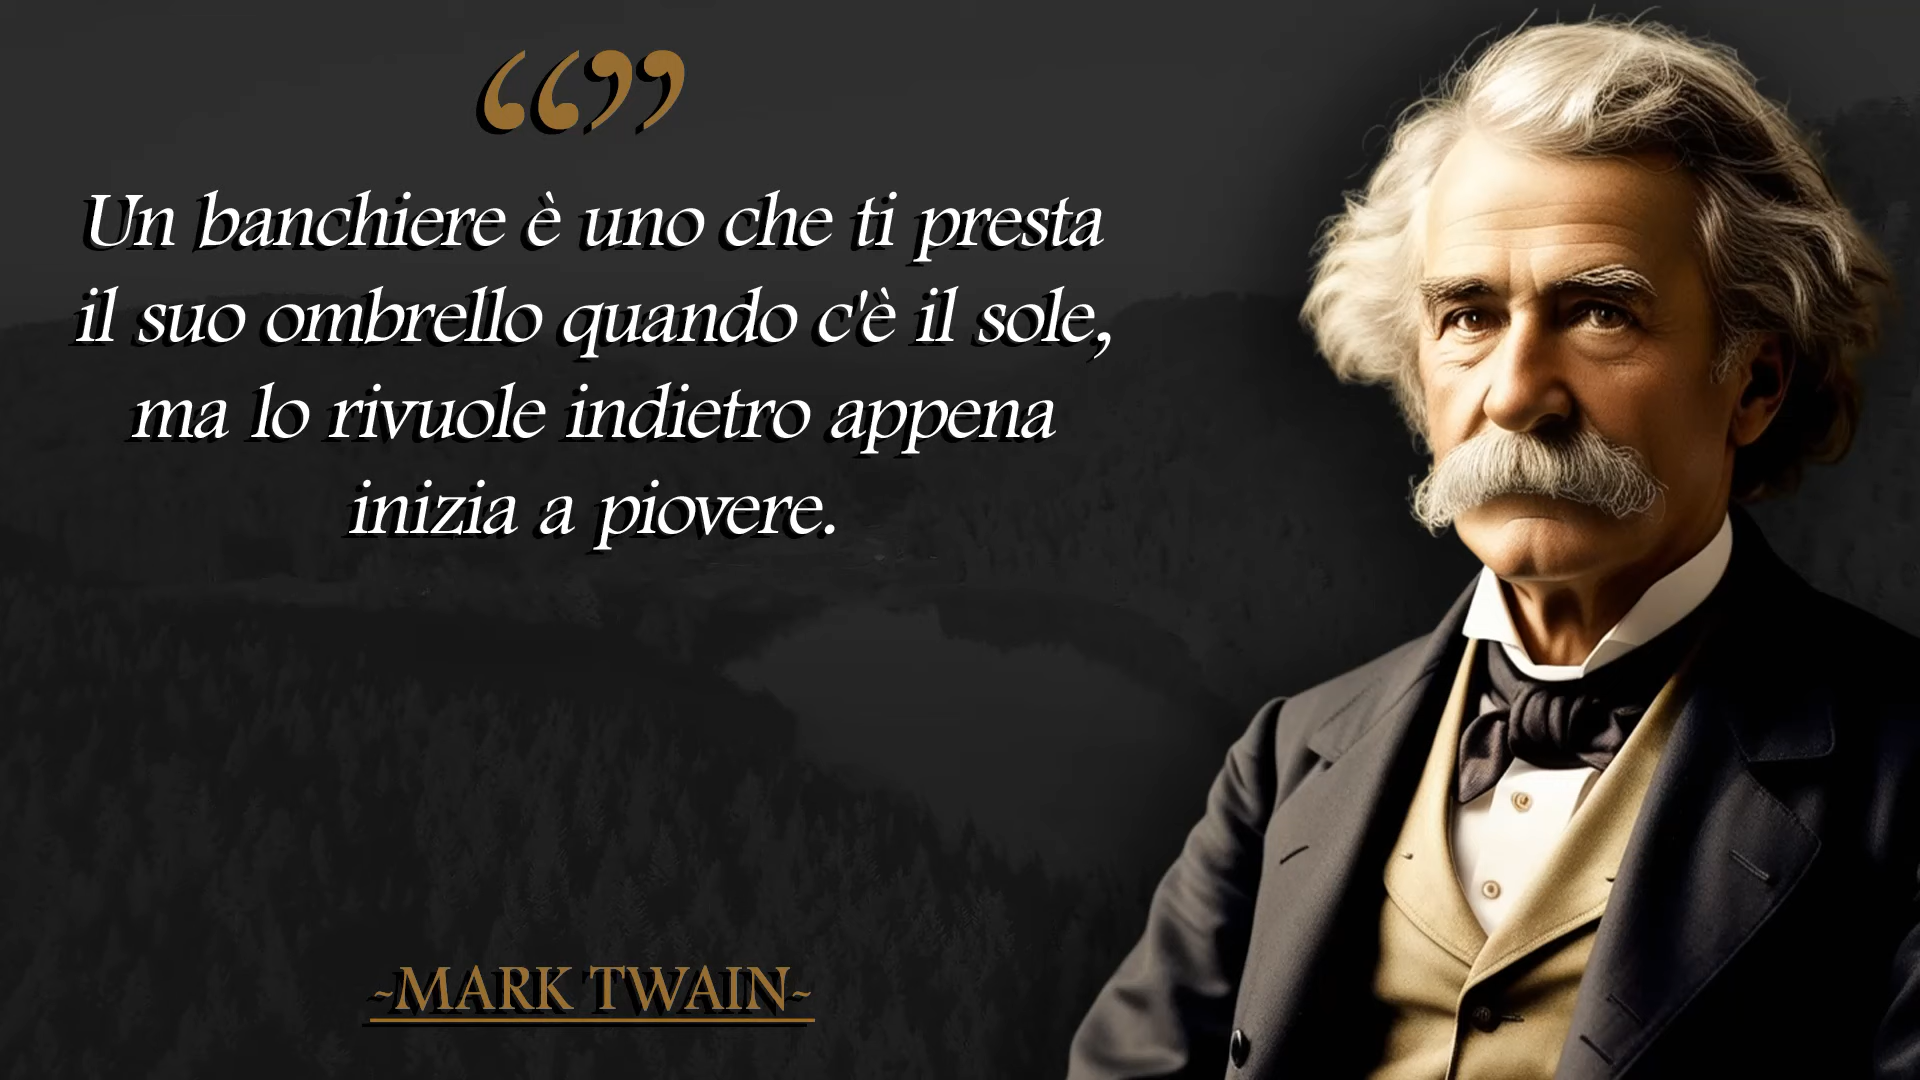 “”
Un banchiere è uno che ti presta
il suo ombrello quando c'è il sole,
ma lo rivuole indietro appena
inizia a piovere.
~MARK TWAIN~